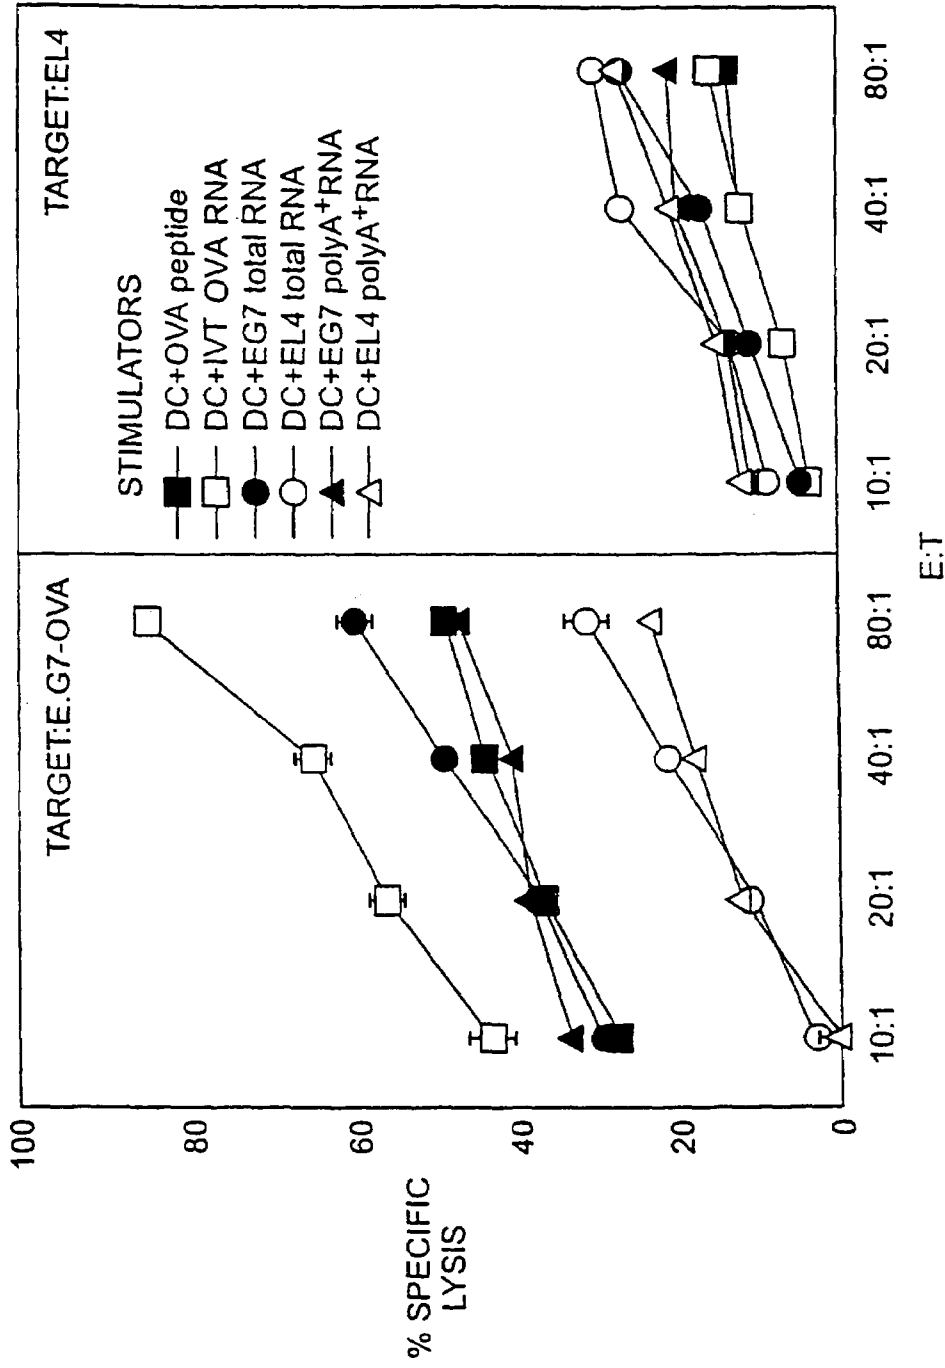 TARGET:E.G7-OVA
TARGET:EL4
STIMULATORS
DC+OVA peptide
DC+IVT OVA RNA
DC+EG7 total RNA
DC+EL4 total RNA
DC+EG7 polyA+RNA
DC+EL4 polyA+RNA
% SPECIFIC
LYSIS
100
80
60
40
20
0
10:1 20:1 40:1 80:1
10:1 20:1 40:1 80:1
E:T